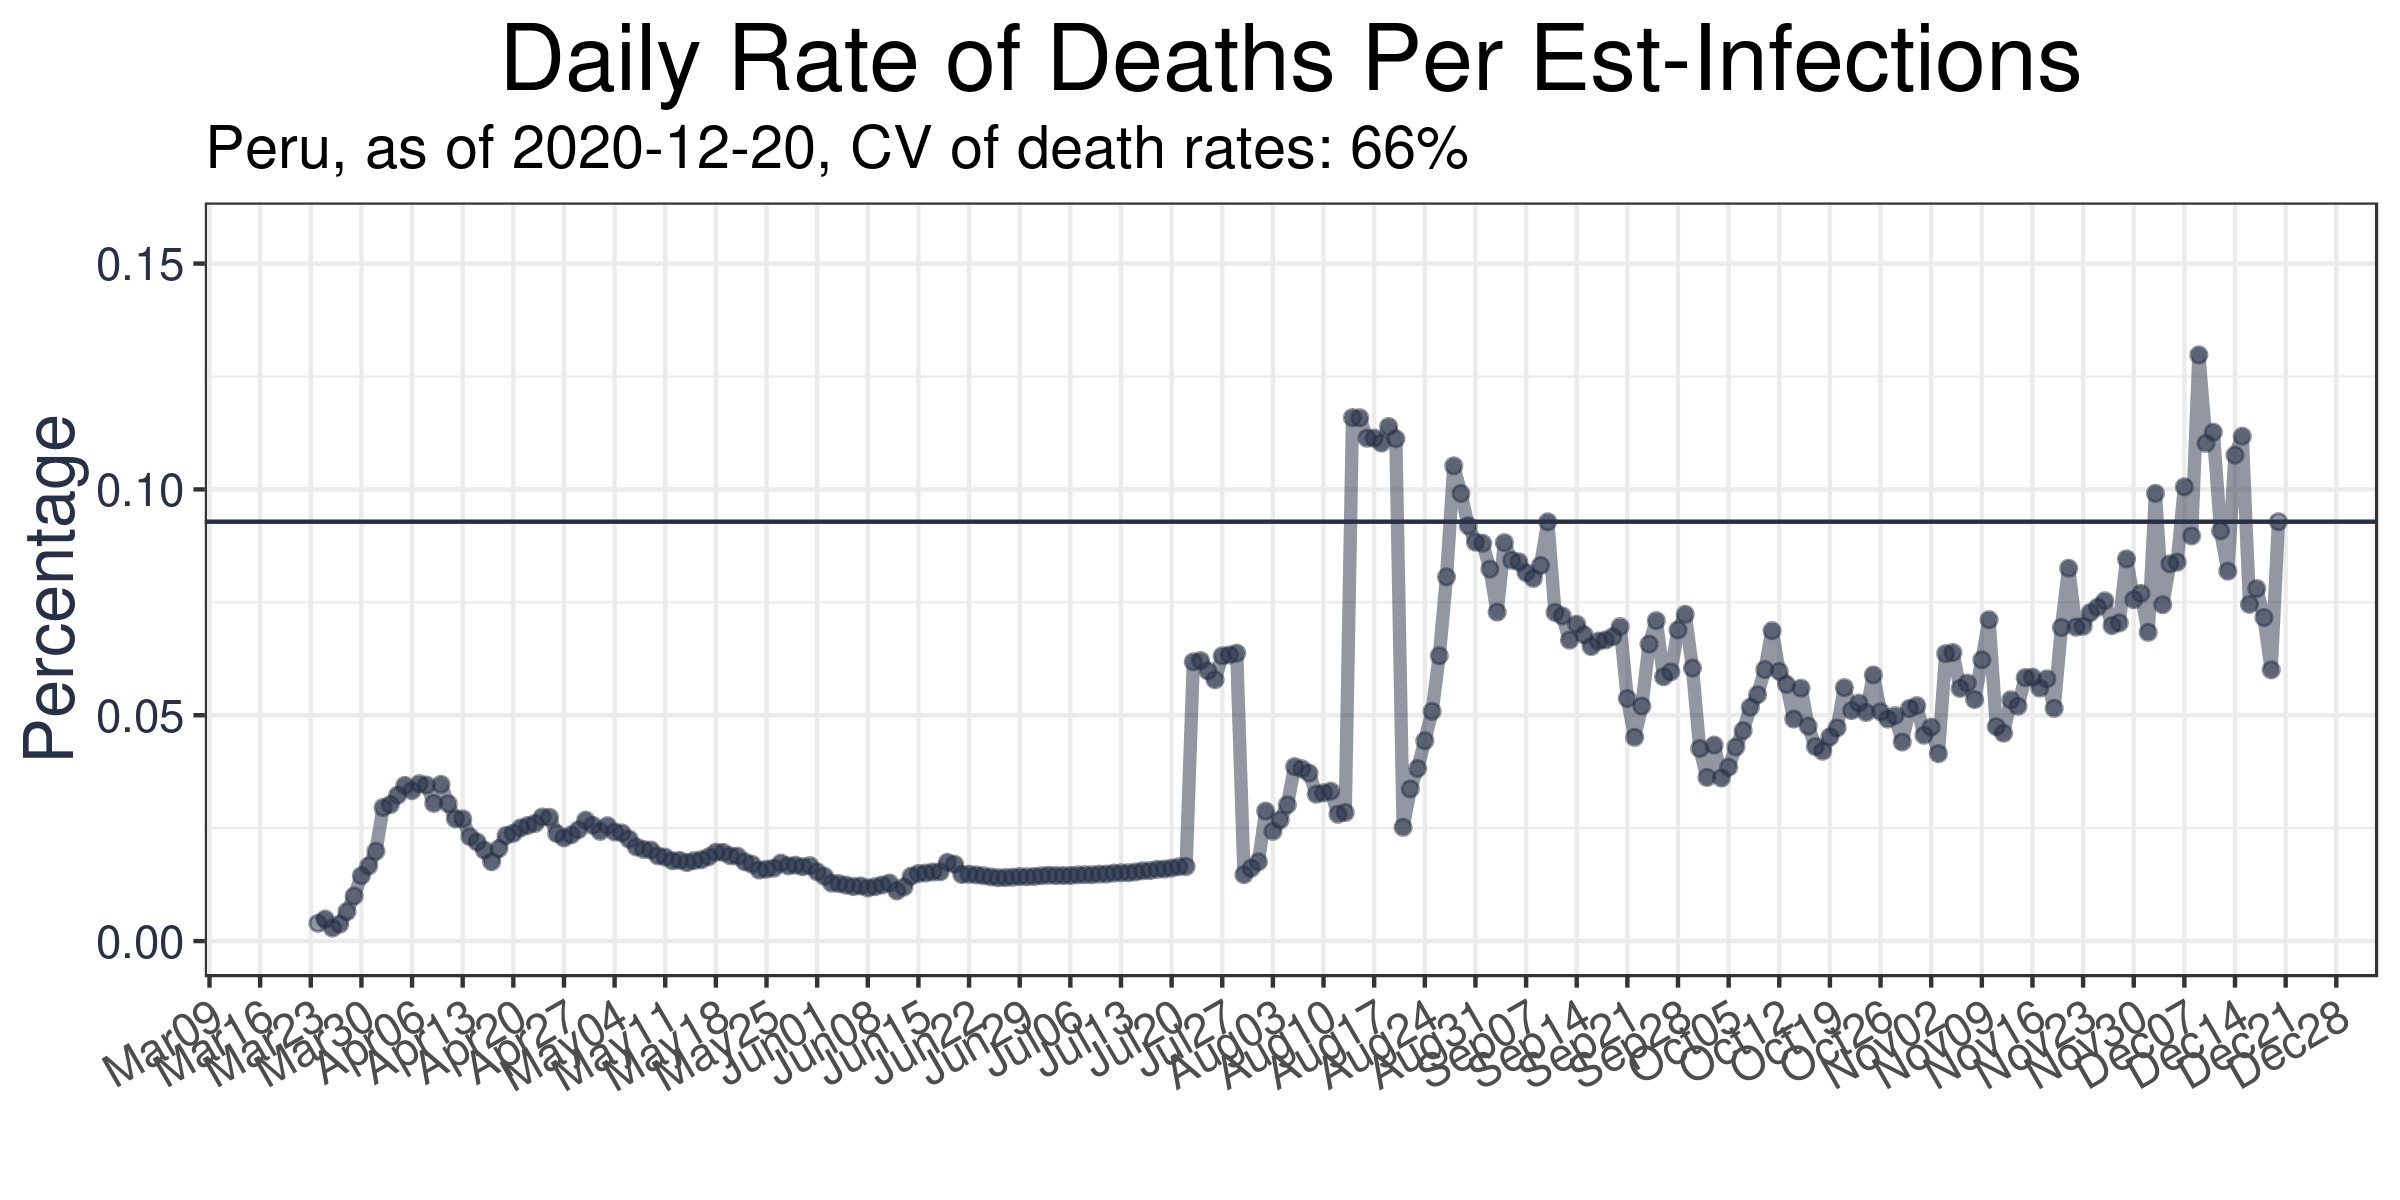 Daily Rate of Deaths Per Est-Infections
Peru, as of 2020-12-20, CV of death rates: 66%
Percentage
0.15
0.10
0.05
0.00
Mar09
Mar16
Mar23
Mar30
Apr06
Apr13
Apr20
Apr27
May04
May11
May18
May25
Jun01
Jun08
Jun15
Jun22
Jun29
Jul06
Jul13
Jul20
Jul27
Aug03
Aug10
Aug17
Aug24
Aug31
Sep07
Sep14
Sep21
Sep28
Oct05
Oct12
Oct19
Oct26
Nov02
Nov09
Nov16
Nov23
Nov30
Dec07
Dec14
Dec21
Dec28